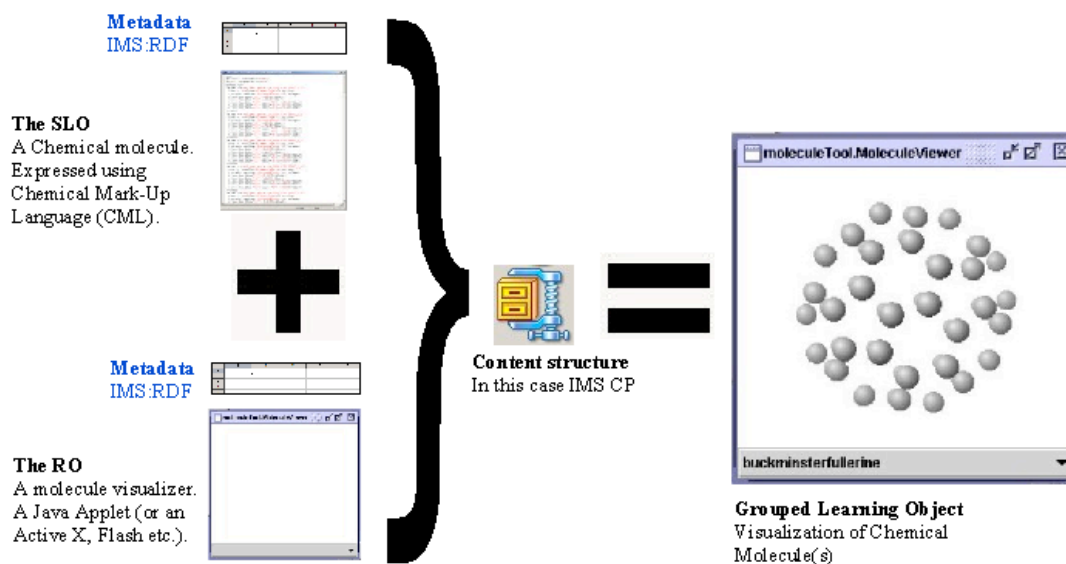 Metadata
IMS:RDF
The SLO
A Chemical molecule.
Expressed using
Chemical Mark-Up
Language (CML).
Metadata
IMS:RDF
moleculeTool.MoleculeViewer
The RO
A molecule visualizer.
A Java Applet (or an
Active X, Flash etc.).
Content structure
In this case IMS CP
moleculeTool.MoleculeViewer
buckminsterfullerine
Grouped Learning Object
Visualization of Chemical
Molecule(s)